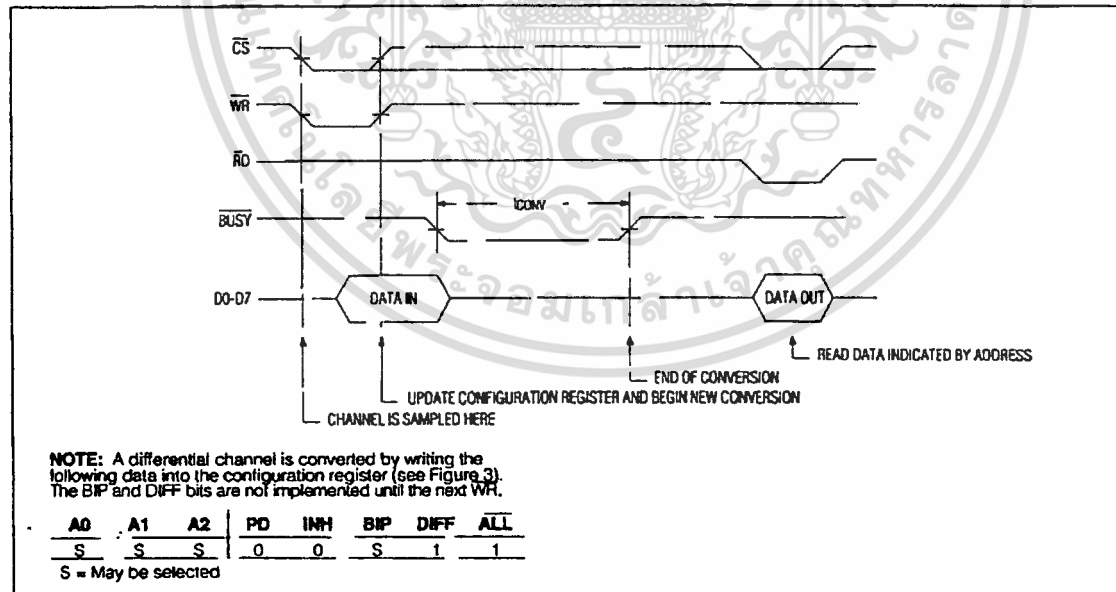 CS
WR
RD
BUSY
tCONV
D0-D7
DATA IN
DATA OUT
READ DATA INDICATED BY ADDRESS
END OF CONVERSION
UPDATE CONFIGURATION REGISTER AND BEGIN NEW CONVERSION
CHANNEL IS SAMPLED HERE
NOTE: A differential channel is converted by writing the
following data into the configuration register (see Figure 3).
The BIP and DIFF bits are not implemented until the next WR.
A0 A1 A2 PD INH BIP DIFF ALL
S S S 0 0 S 1 1
S = May be selected